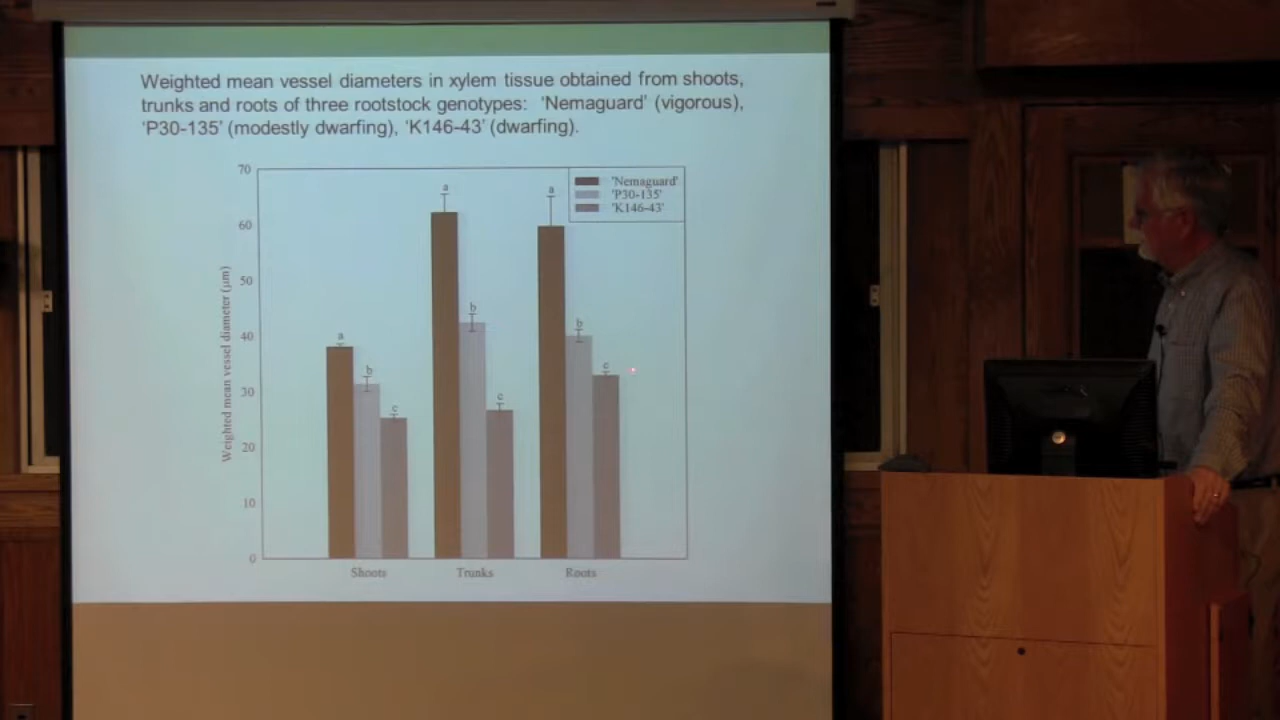 Weighted mean vessel diameters in xylem tissue obtained from shoots,
trunks and roots of three rootstock genotypes: 'Nemaguard' (vigorous),
'P30-135' (modestly dwarfing), 'K146-43' (dwarfing).
'Nemaguard'
'P30-135'
'K146-43'
Weighted mean vessel diameter (µm)
70
60
50
40
30
20
10
0
a
b
c
a
b
c
a
b
c
Shoots
Trunks
Roots